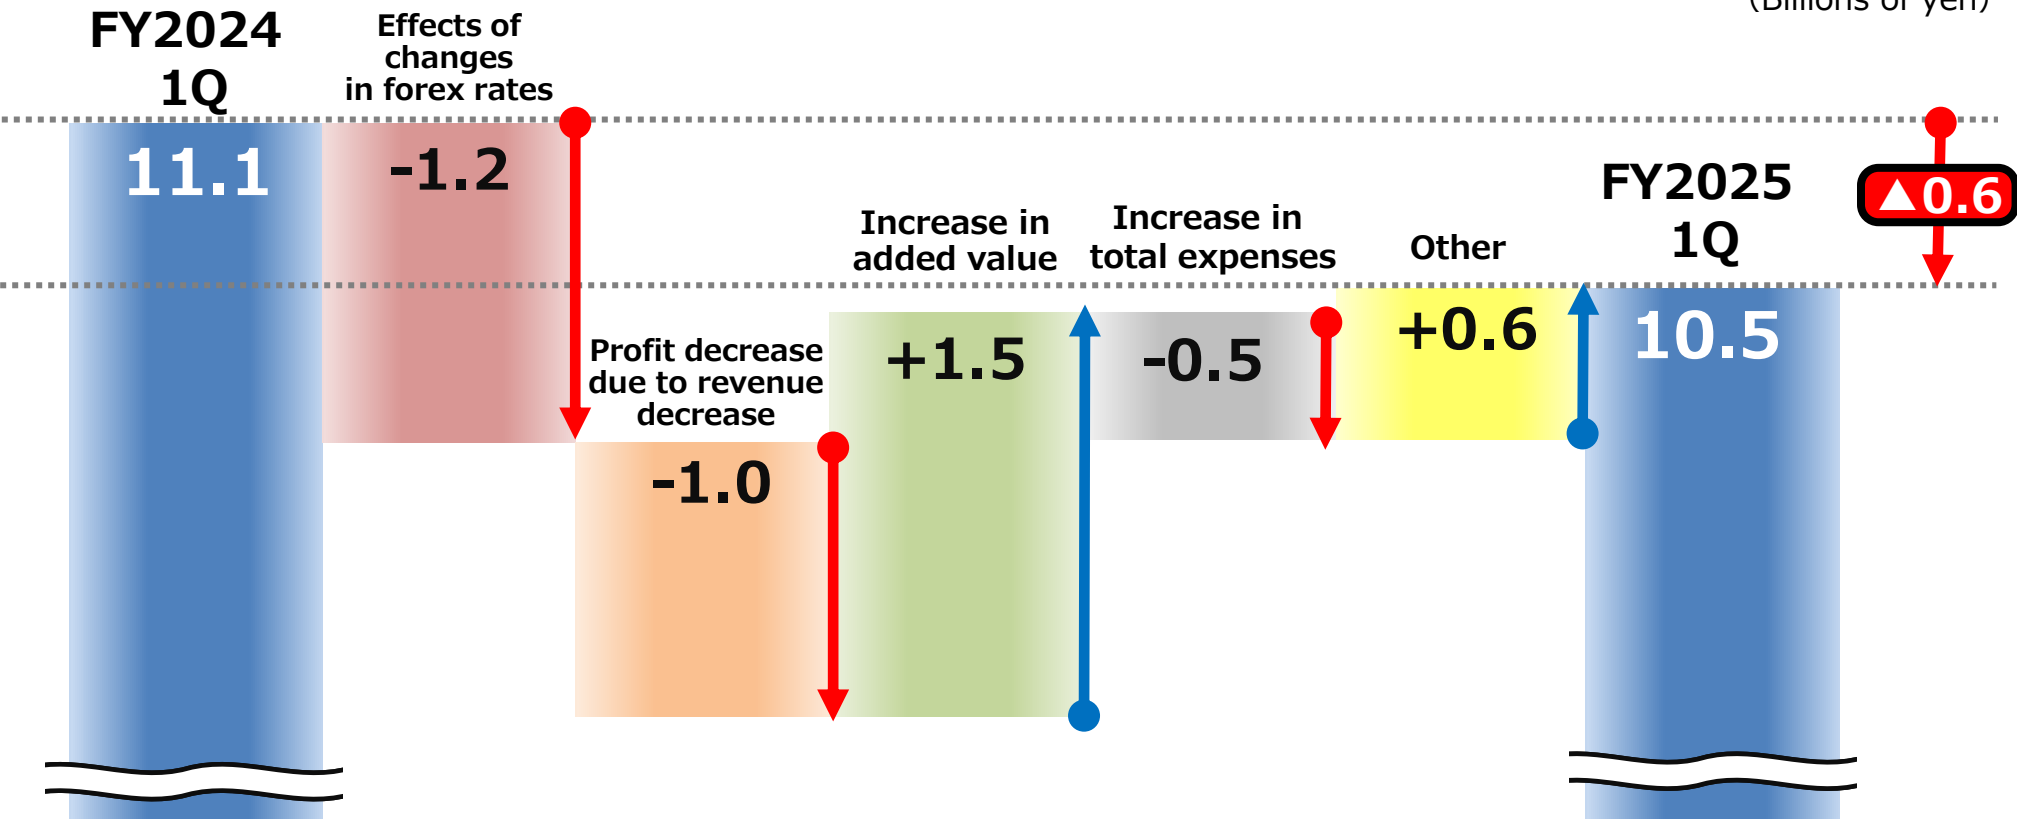 (Billions of yen)
FY2024
1Q
Effects of
changes
in forex rates
11.1
-1.2
Profit decrease
due to revenue
decrease
-1.0
Increase in
added value
+1.5
Increase in
total expenses
-0.5
Other
+0.6
FY2025
1Q
10.5
▲0.6